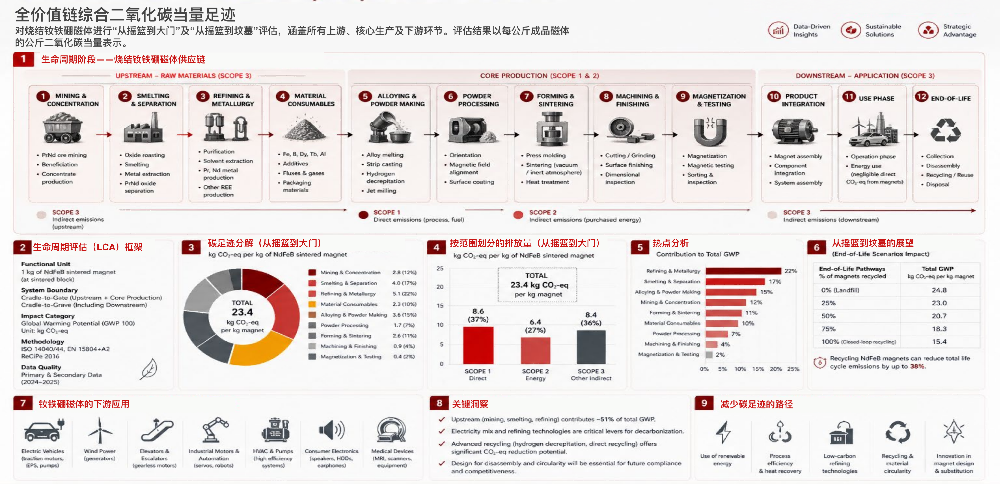 全价值链综合二氧化碳当量足迹
对烧结钕铁硼磁体进行“从摇篮到大门”及“从摇篮到坟墓”评估，涵盖所有上游、核心生产及下游环节。评估结果以每公斤成品磁体
的公斤二氧化碳当量表示。
Data-Driven
Insights
Sustainable
Solutions
Strategic
Advantage
1 生命周期阶段——烧结钕铁硼磁体供应链
UPSTREAM – RAW MATERIALS (SCOPE 3)
CORE PRODUCTION (SCOPE 1 & 2)
DOWNSTREAM – APPLICATION (SCOPE 3)
1 MINING &
CONCENTRATION
• PrNd ore mining
• Beneficiation
• Concentrate
production
2 SMELTING
& SEPARATION
• Oxide roasting
• Smelting
• Metal extraction
• PrNd oxide
separation
3 REFINING &
METALLURGY
• Purification
• Solvent extraction
• Pr, Nd metal
production
• Other REE
production
4 MATERIAL
CONSUMABLES
• Fe, B, Dy, Tb, Al
• Additives
• Fluxes & gases
• Packaging
materials
5 ALLOYING &
POWDER MAKING
• Alloy melting
• Strip casting
• Hydrogen
decrepitation
• Jet milling
6 POWDER
PROCESSING
• Orientation
• Magnetic field
alignment
• Surface coating
7 FORMING &
SINTERING
• Press molding
• Sintering (vacuum
/ inert atmosphere)
• Heat treatment
8 MACHINING &
FINISHING
• Cutting / Grinding
• Surface finishing
• Dimensional
inspection
9 MAGNETIZATION
& TESTING
• Magnetization
• Magnetic testing
• Sorting &
inspection
10 PRODUCT
INTEGRATION
• Magnet assembly
• Component
integration
• System assembly
11 USE PHASE
• Operation phase
• Energy use
(negligible direct
CO₂-eq from magnets)
12 END-OF-LIFE
• Collection
• Disassembly
• Recycling / Reuse
• Disposal
SCOPE 3
Indirect emissions
(upstream)
SCOPE 1
Direct emissions (process, fuel)
SCOPE 2
Indirect emissions (purchased energy)
SCOPE 3
Indirect emissions (downstream)
2 生命周期评估（LCA）框架
Functional Unit
1 kg of NdFeB sintered magnet
(at sintered block)
System Boundary
Cradle-to-Gate (Upstream + Core Production)
Cradle-to-Grave (Including Downstream)
Impact Category
Global Warming Potential (GWP 100)
Unit: kg CO₂-eq
Methodology
ISO 14040/44, EN 15804+A2
ReCiPe 2016
Data Quality
Primary & Secondary Data
(2024–2025)
3 碳足迹分解（从摇篮到大门）
kg CO₂-eq per kg of NdFeB sintered magnet
TOTAL
23.4
kg CO₂-eq
per kg magnet
Mining & Concentration 2.8 (12%)
Smelting & Separation 4.0 (17%)
Refining & Metallurgy 5.1 (22%)
Material Consumables 2.3 (10%)
Alloying & Powder Making 3.6 (15%)
Powder Processing 1.7 (7%)
Forming & Sintering 2.6 (11%)
Machining & Finishing 0.9 (4%)
Magnetization & Testing 0.4 (2%)
4 按范围划分的排放量（从摇篮到大门）
kg CO₂-eq per kg of NdFeB sintered magnet
25
20
15
10
5
0
TOTAL
23.4 kg CO₂-eq
per kg magnet
8.6
(37%)
6.4
(27%)
8.4
(36%)
SCOPE 1
Direct
SCOPE 2
Energy
SCOPE 3
Other Indirect
5 热点分析
Contribution to Total GWP
Refining & Metallurgy 22%
Smelting & Separation 17%
Alloying & Powder Making 15%
Mining & Concentration 12%
Forming & Sintering 11%
Material Consumables 10%
Powder Processing 7%
Machining & Finishing 4%
Magnetization & Testing 2%
0% 5% 10% 15% 20% 25%
6 从摇篮到坟墓的展望
(End-of-Life Scenarios Impact)
End-of-Life Pathways
% of magnets recycled
Total GWP
kg CO₂-eq per kg magnet
0% (Landfill) 24.8
25% 23.0
50% 20.7
75% 18.3
100% (Closed-loop recycling) 15.4
Recycling NdFeB magnets can reduce total life
cycle emissions by up to 38%.
7 钕铁硼磁体的下游应用
Electric Vehicles
(traction motors,
(EPS, pumps)
Wind Power
(generators)
Elevators &
Escalators
(gearless motors)
Industrial Motors &
Automation
(servos, robots)
HVAC & Pumps
(high efficiency
systems)
Consumer Electronics
(speakers, HDDs,
earphones)
Medical Devices
(MRI, scanners,
equipment)
8 关键洞察
Upstream (mining, smelting, refining) contributes ~51% of total GWP.
Electricity mix and refining technologies are critical levers for decarbonization.
Advanced recycling (hydrogen decrepitation, direct recycling) offers
significant CO₂-eq reduction potential.
Design for disassembly and circularity will be essential for future compliance
and competitiveness.
9 减少碳足迹的路径
Use of renewable
energy
Process
efficiency
& heat recovery
Low-carbon
refining
technologies
Recycling &
material
circularity
Innovation in
magnet design
& substitution